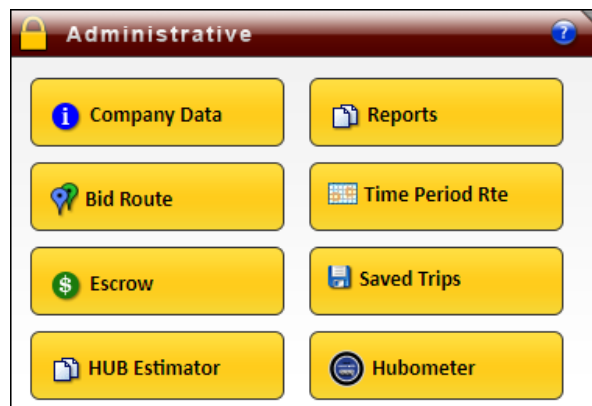 Administrative
?
i Company Data
Reports
Bid Route
Time Period Rte
$ Escrow
Saved Trips
HUB Estimator
Hubometer